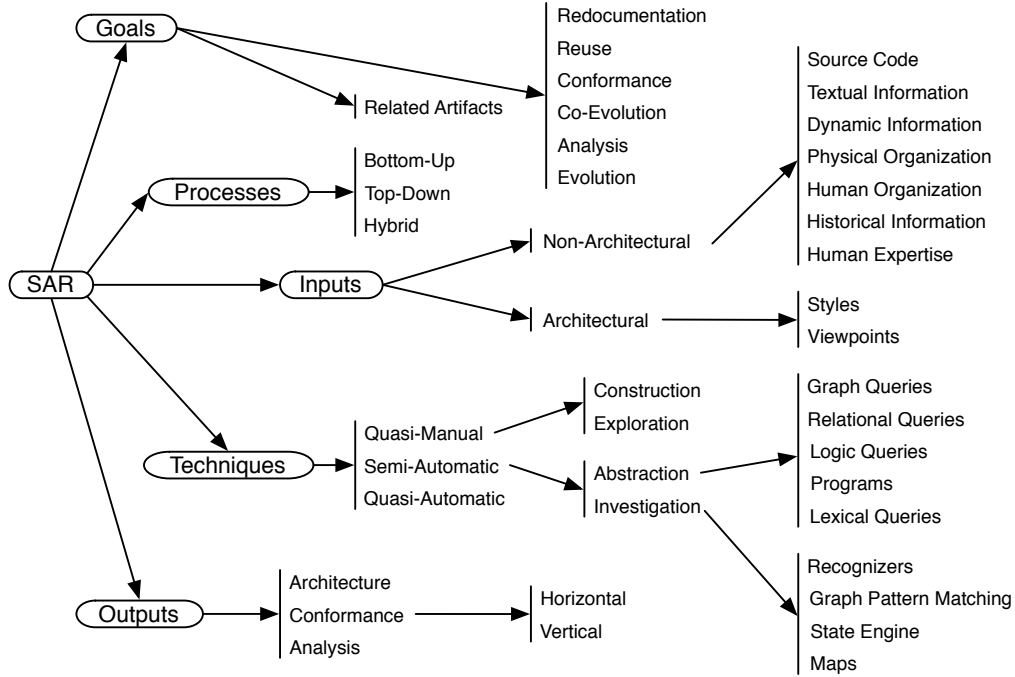 Goals
Related Artifacts
Redocumentation
Reuse
Conformance
Co-Evolution
Analysis
Evolution
Processes
Bottom-Up
Top-Down
Hybrid
SAR
Inputs
Non-Architectural
Source Code
Textual Information
Dynamic Information
Physical Organization
Human Organization
Historical Information
Human Expertise
Architectural
Styles
Viewpoints
Techniques
Quasi-Manual
Semi-Automatic
Quasi-Automatic
Construction
Exploration
Abstraction
Investigation
Graph Queries
Relational Queries
Logic Queries
Programs
Lexical Queries
Recognizers
Graph Pattern Matching
State Engine
Maps
Outputs
Architecture
Conformance
Analysis
Horizontal
Vertical